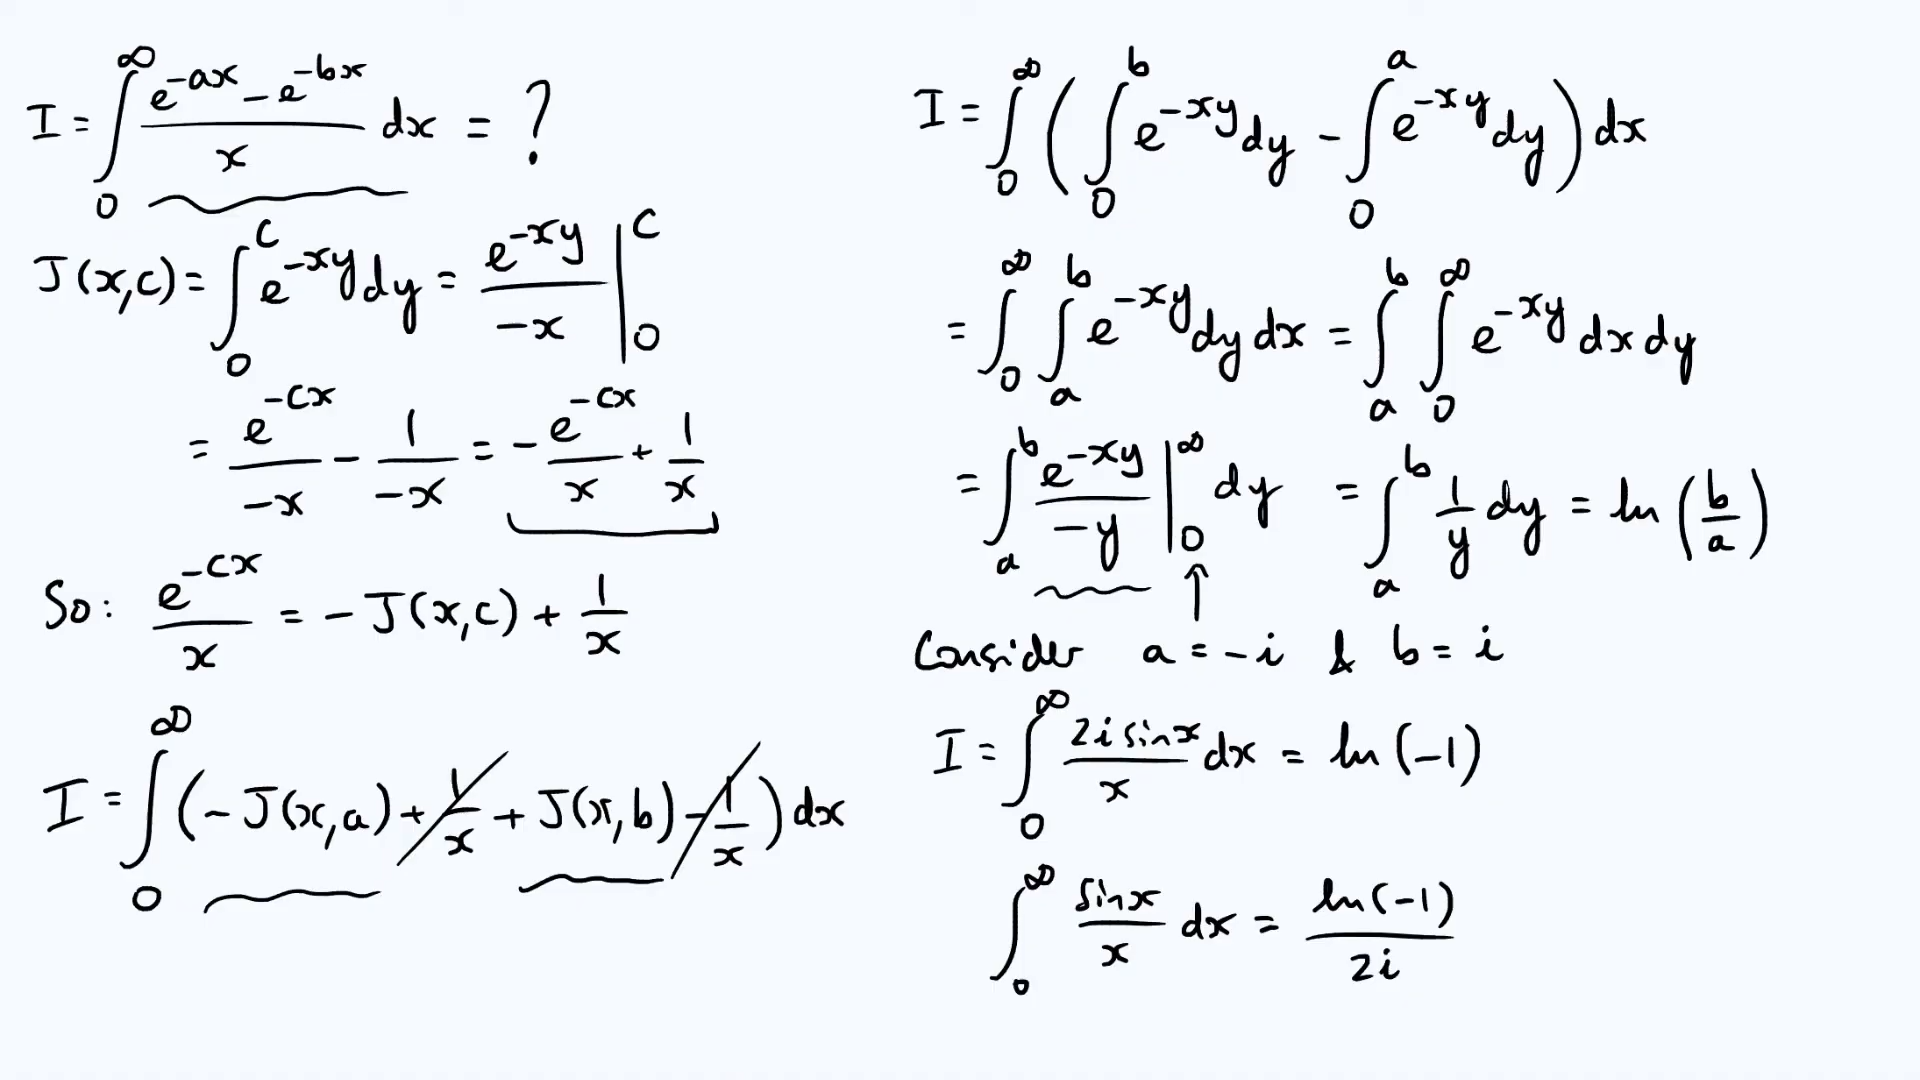 I = ∫₀^∞ (e^{-ax} - e^{-bx})/x dx = ?
J(x,c) = ∫₀^c e^{-xy} dy = e^{-xy}/(-x) |₀^c
= e^{-cx}/(-x) - 1/(-x) = - e^{-cx}/x + 1/x
So: e^{-cx}/x = - J(x,c) + 1/x
I = ∫₀^∞ (- J(x,a) + 1/x + J(x,b) - 1/x) dx
I = ∫₀^∞ (∫₀^b e^{-xy} dy - ∫₀^a e^{-xy} dy) dx
= ∫₀^∞ ∫_a^b e^{-xy} dy dx = ∫_a^b ∫₀^∞ e^{-xy} dx dy
= ∫_a^b e^{-xy}/(-y) |₀^∞ dy = ∫_a^b 1/y dy = ln (b/a)
Consider a = -i & b = i
I = ∫₀^∞ (2i sinx)/x dx = ln(-1)
∫₀^∞ sinx/x dx = ln(-1)/2i